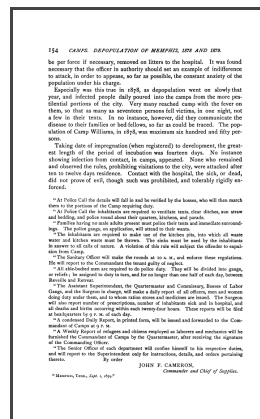 154 CAMPS. DEPOPULATION OF MEMPHIS, 1878 AND 1879.
be per force if necessary, removed on litters to the hospital. It was found
necessary that the officer in authority should set an example of indifference
to attack, in order to appease, so far as possible, the constant anxiety of the
population under his charge.
Especially was this true in 1878, as depopulation went on slowly that
year, and infected people daily poured into the camps from the more pes-
tilential portions of the city. Very many reached camp with the fever on
them, so that as many as seventeen persons fell victims, in one night, not
a few in their tents. In no instance, however, did they communicate the
disease to their families or bed-fellows, so far as could be traced. The pop-
ulation of Camp Williams, in 1878, was maximum six hundred and fifty per-
sons.
Taking date of impregnation (when registered) to development, the great-
est length of the period of incubation was fourteen days. No instance
showing infection from contact, in camps, appeared. None who remained
and observed the rules, prohibiting visitations to the city, were attacked after
ten to twelve days residence. Contact with the hospital, the sick, or dead,
did not prove of evil, though such was prohibited, and tolerably rigidly en-
forced.
"At Police Call the details will fall in and be verified by the bosses, who will then march
them to the portions of the Camp requiring duty.
"At Police Call the inhabitants are required to ventilate tents, clear ditches, sun straw
and bedding, and police round about their quarters, kitchens, and parade.
"Families having no male adults present must police their tents and immediate surround-
ings. The police gangs, on application, will attend to their wants.
"The inhabitants are required to make use of the kitchen pits, into which all waste
water and kitchen waste must be thrown. The sinks must be used by the inhabitants
in answer to all calls of nature. A violation of this rule will subject the offender to expul-
sion from Camp.
"The Sanitary Officer will make the rounds at 10 A. M., and enforce these regulations.
He will report to the Commandant the tenant guilty of neglect.
"All able-bodied men are required to do police duty. They will be divided into gangs,
or reliefs; be assigned to duty in turn, and for no longer than one half of each day, between
Reveille and Retreat.
"The Assistant Superintendent, the Quartermaster and Commissary, Bosses of Labor
Gangs, and the Surgeon in charge, will make a daily report of all officers, men and women
doing duty under them, and to whom ration stores and medicines are issued. The Surgeon
will also report number of prescriptions, number of inhabitants sick and in hospital, and
all deaths and births occurring within each twenty-four hours. These reports will be filed
at headquarters by 9 P. M. of each day.
"A condensed Daily Report, in printed form, will be issued and forwarded to the Com-
mandant of Camps at 9 P. M.
"A Weekly Report of refugees and citizens employed as laborers and mechanics will be
furnished the Commandant of Camps by the Quartermaster, after receiving the signature
of the Commanding Officer.
"The Senior Officer of each department will confine himself to his respective duties,
and will report to the Superintendent only for instructions, details, and orders pertaining
thereto. By order
JOHN F. CAMERON,
Commander and Chief of Supplies.
"MEMPHIS, TENN., Sept. 1, 1879."